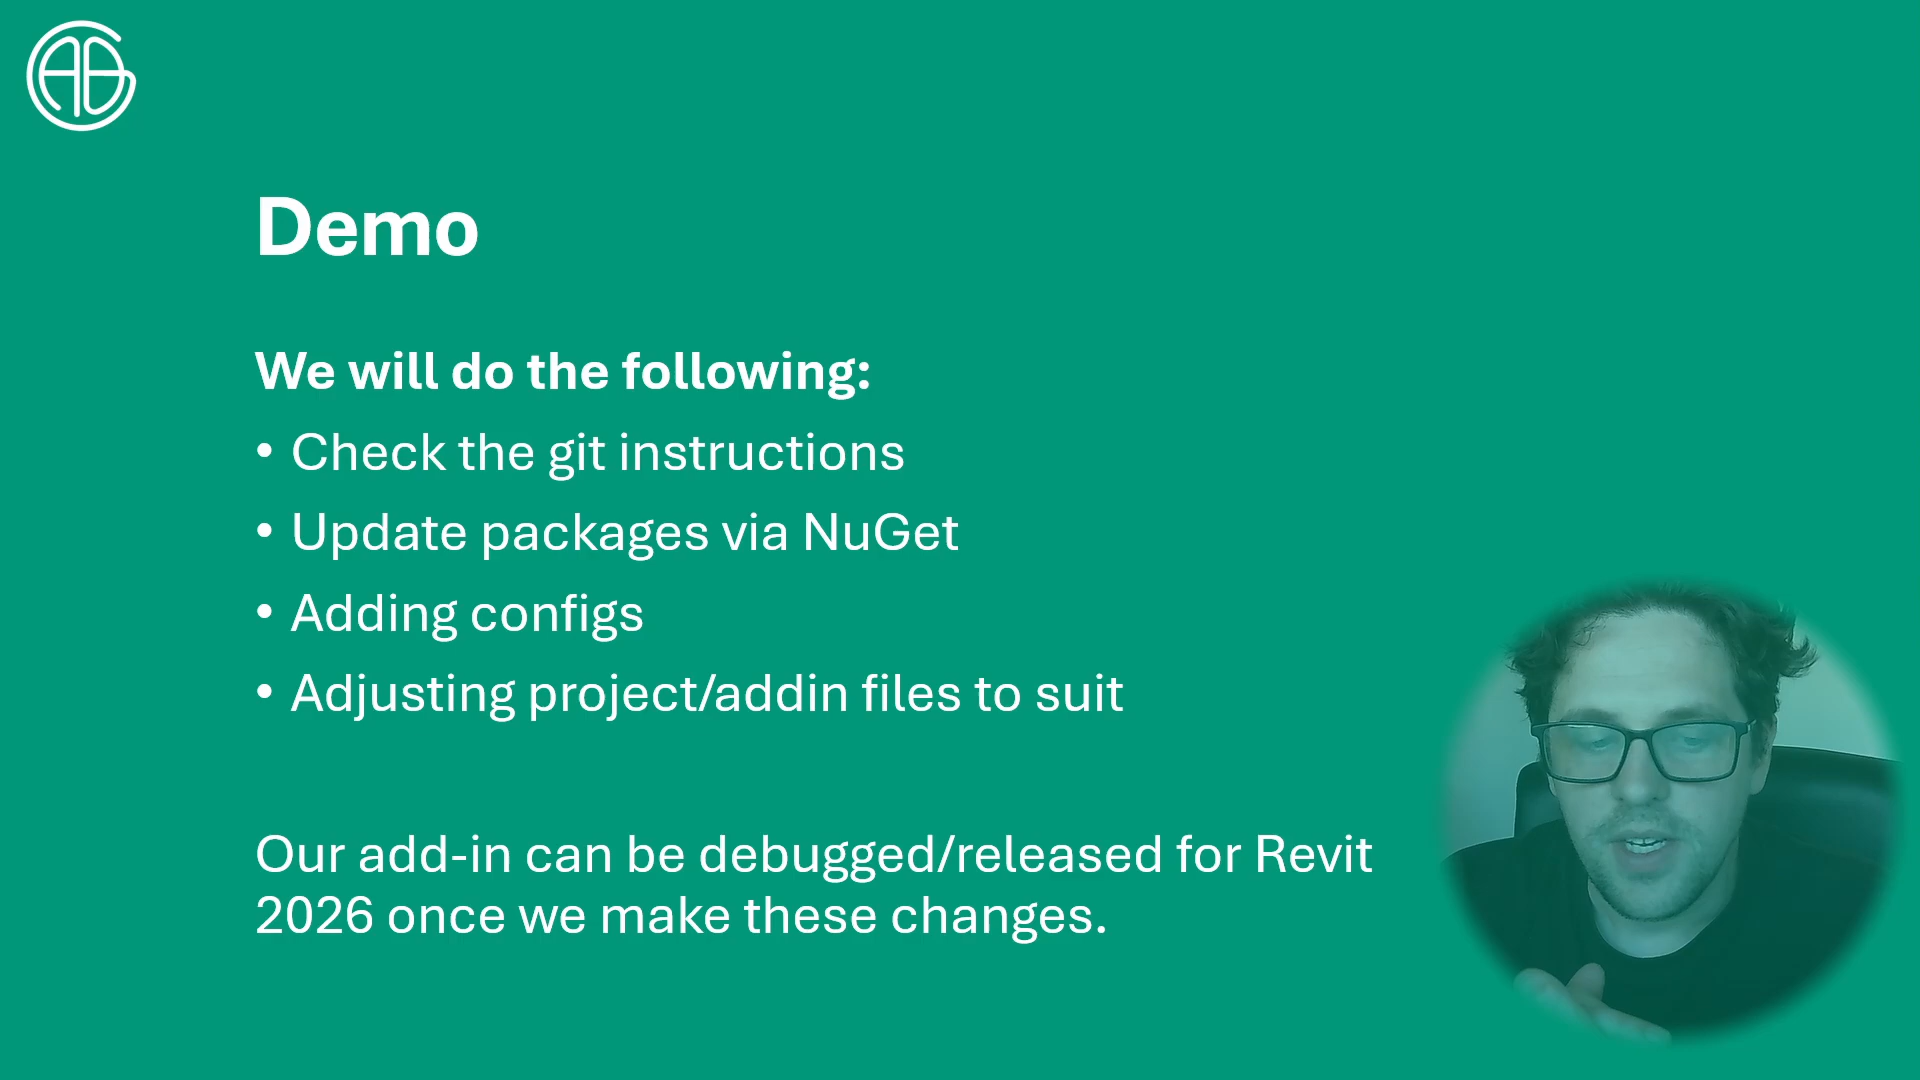 AG
Demo
We will do the following:
• Check the git instructions
• Update packages via NuGet
• Adding configs
• Adjusting project/addin files to suit
Our add-in can be debugged/released for Revit
2026 once we make these changes.